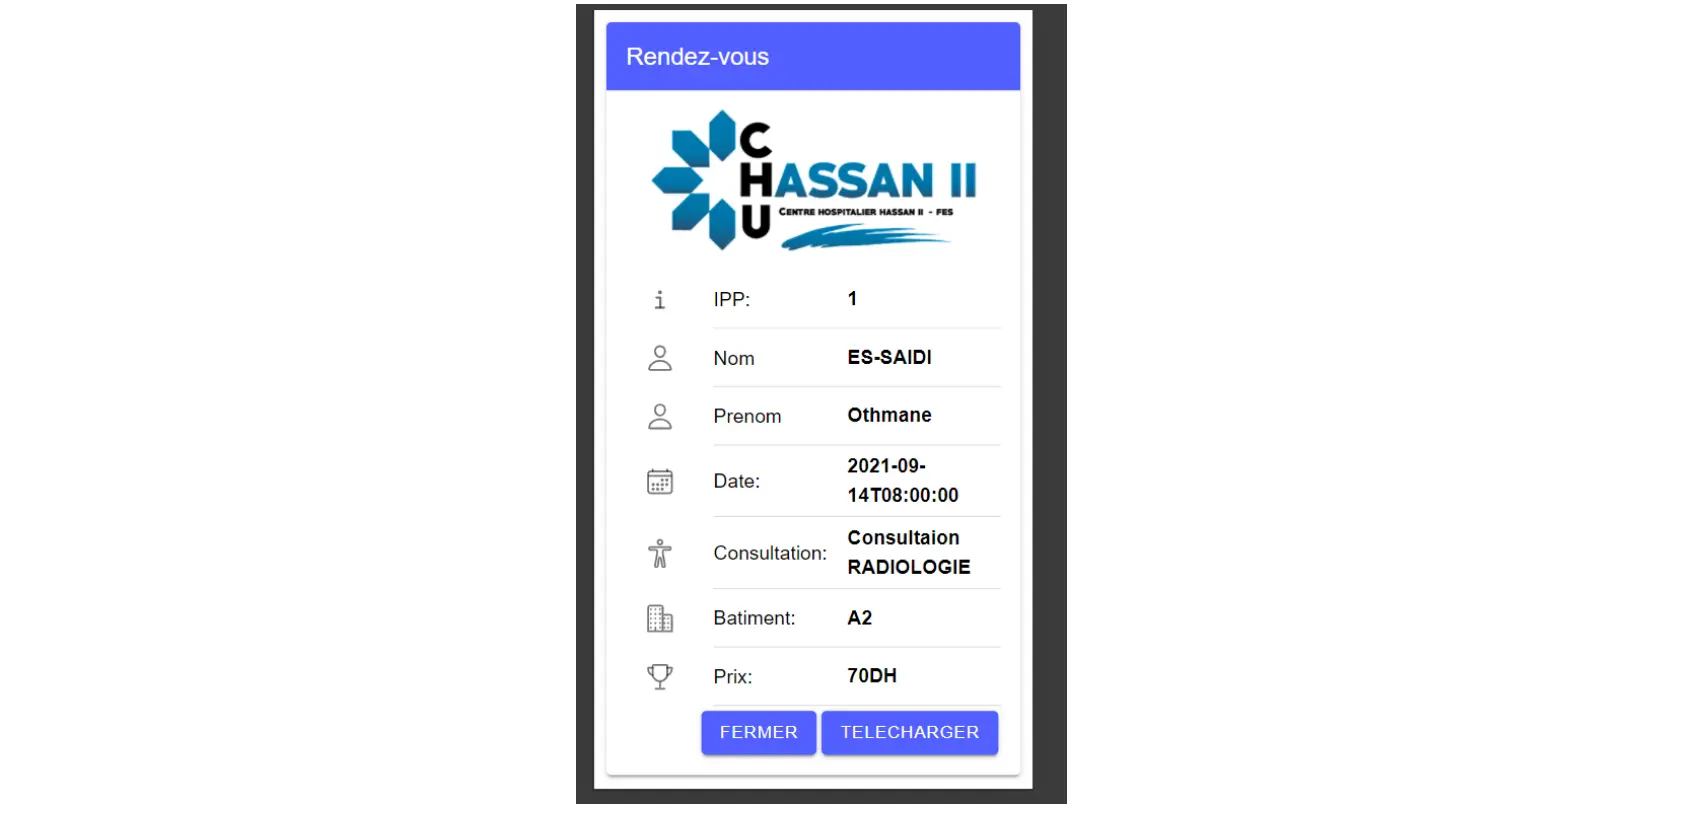 Rendez-vous
CHU
HASSAN II
CENTRE HOSPITALIER HASSAN II - FES
IPP: 1
Nom ES-SAIDI
Prenom Othmane
Date: 2021-09-
14T08:00:00
Consultation: Consultaion
RADIOLOGIE
Batiment: A2
Prix: 70DH
FERMER TELECHARGER